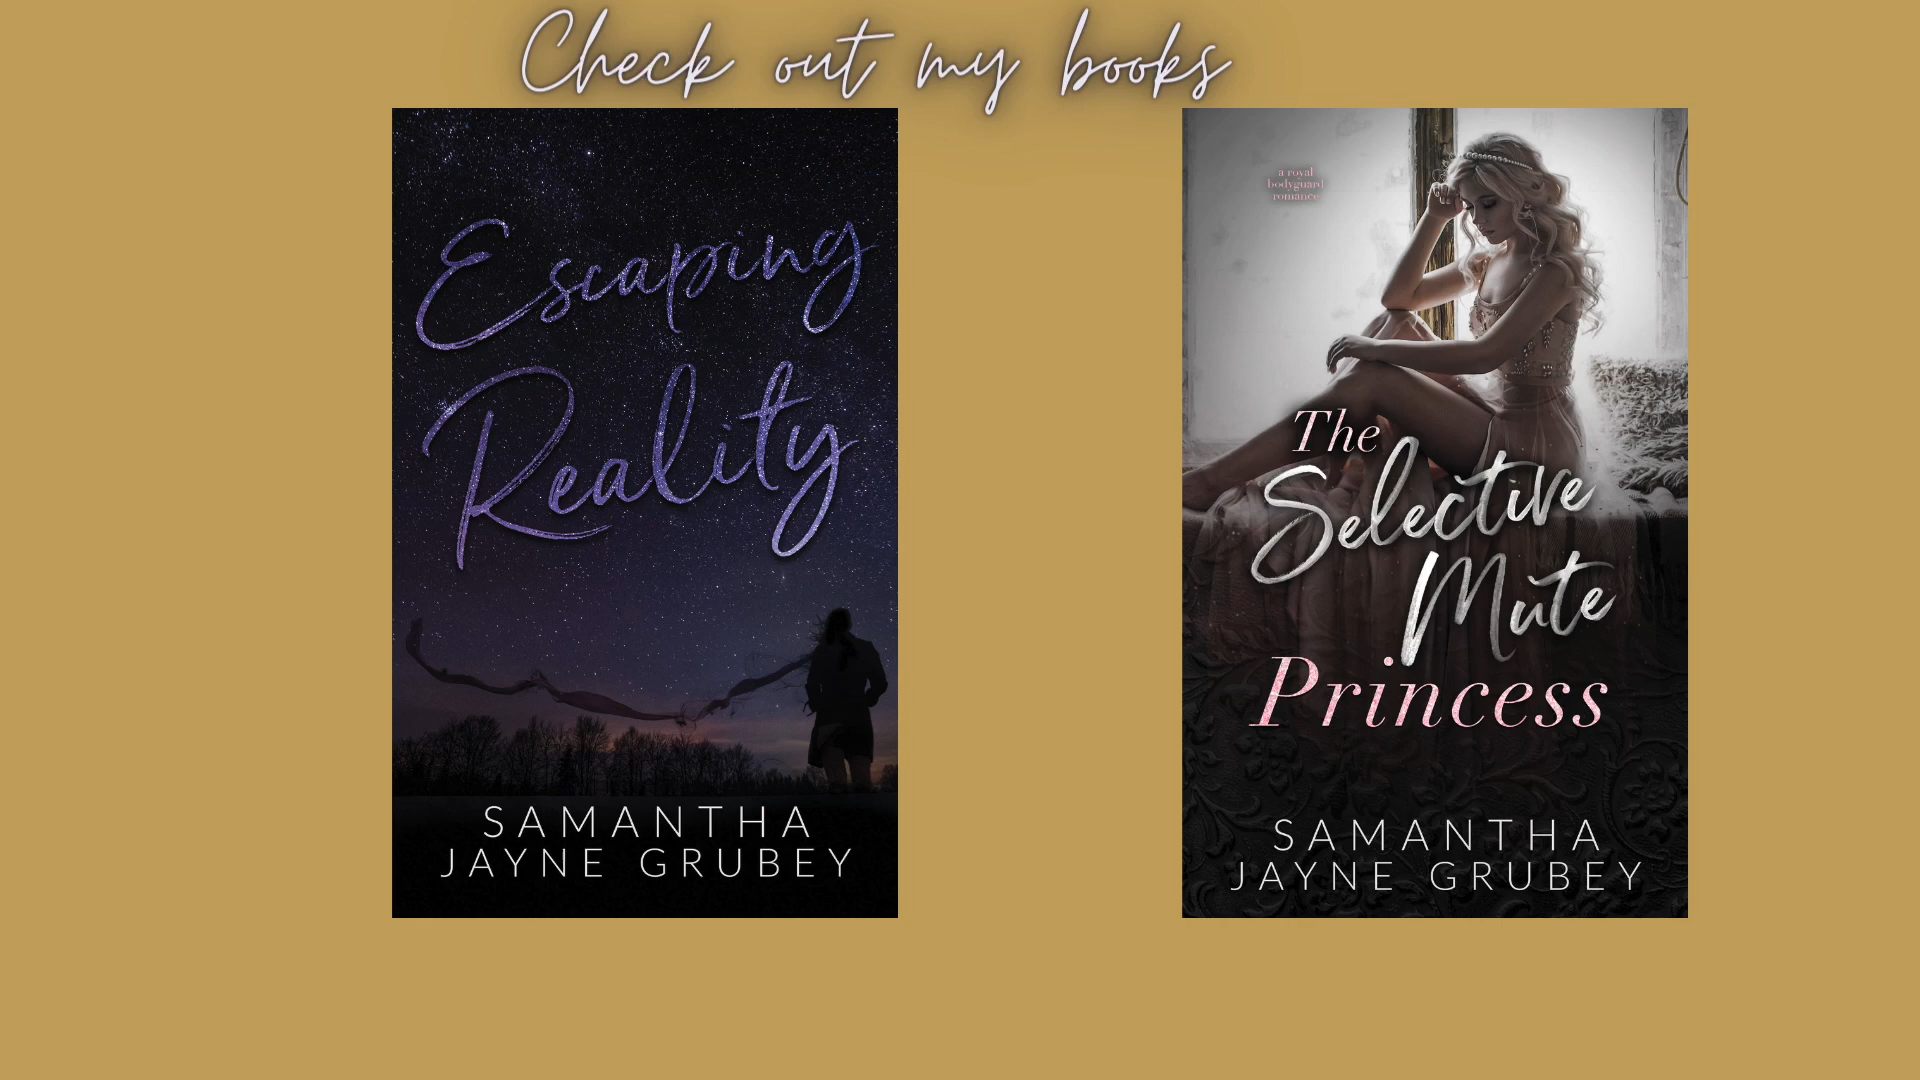 Check out my books
Escaping
Reality
SAMANTHA
JAYNE GRUBEY
a royal
bodyguard
romance
The
Selective
Mute
Princess
SAMANTHA
JAYNE GRUBEY